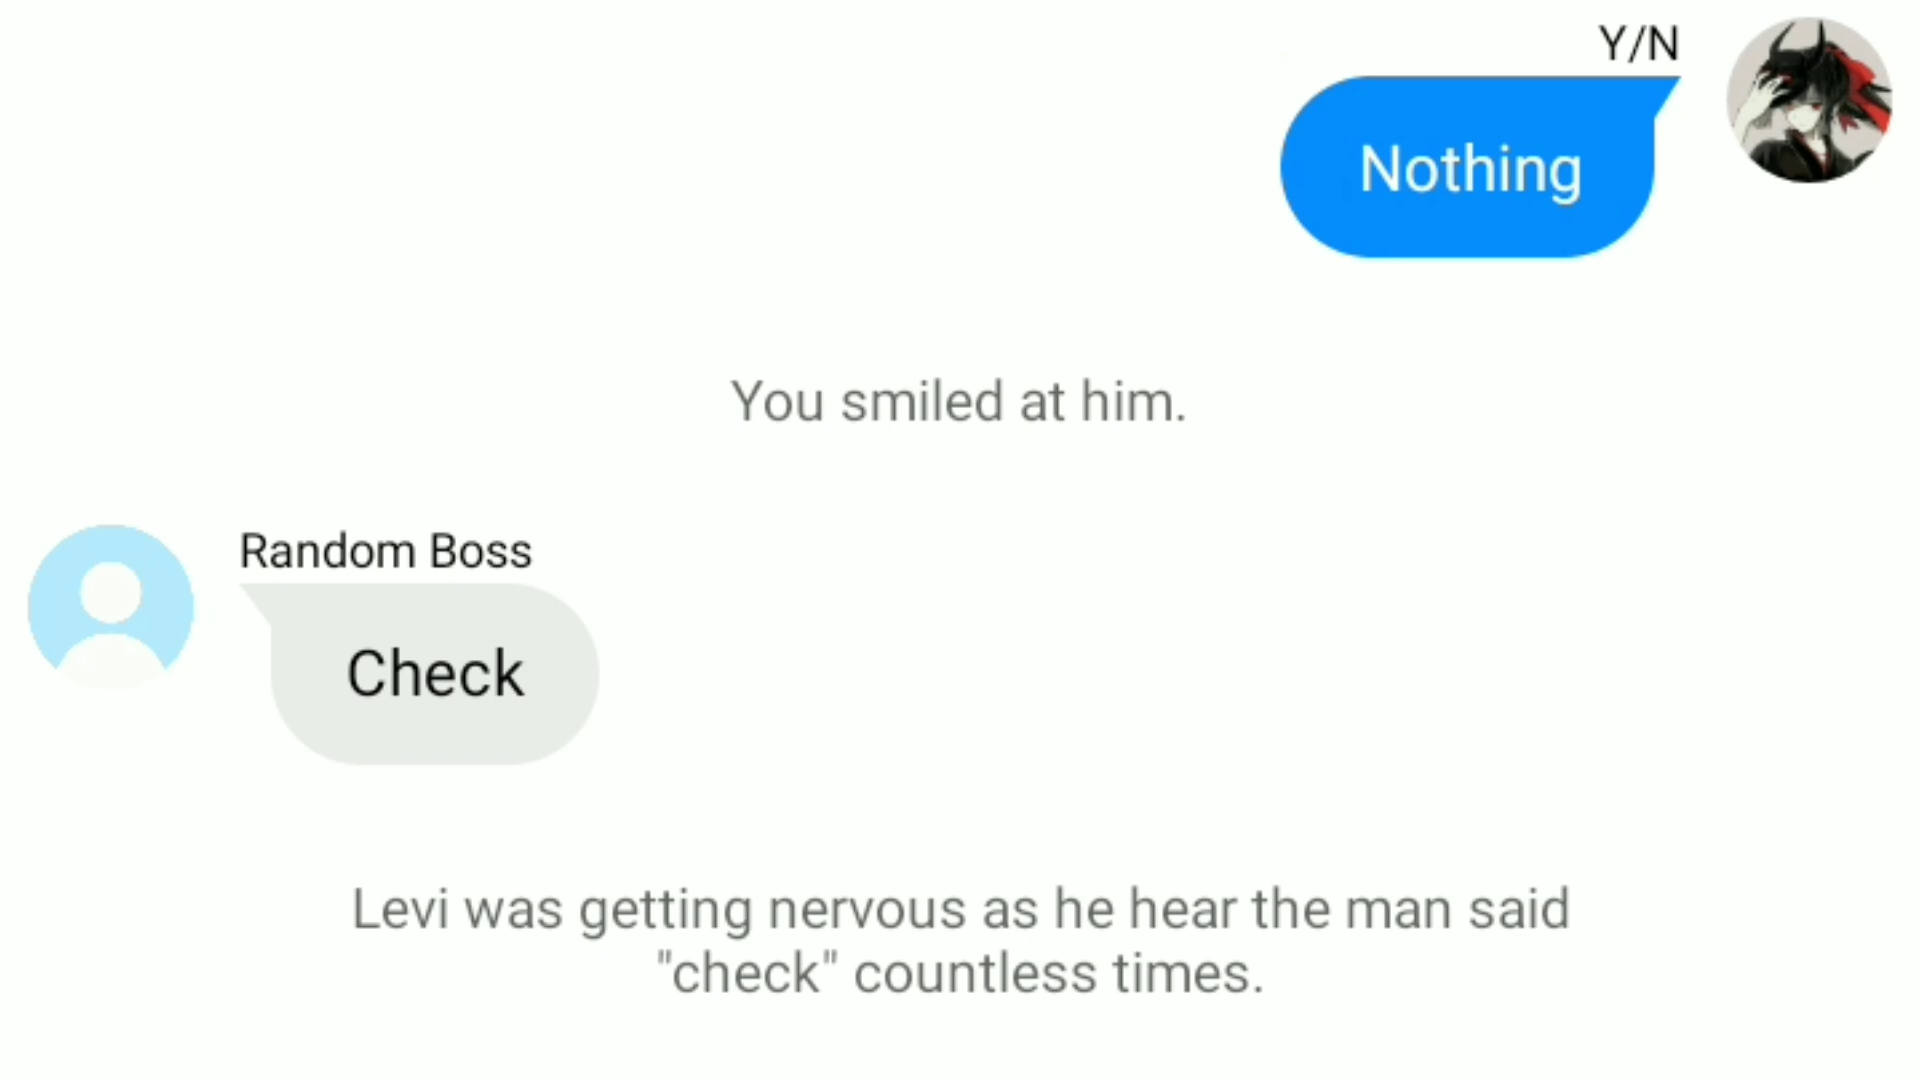 Y/N
Nothing
You smiled at him.
Random Boss
Check
Levi was getting nervous as he hear the man said
"check" countless times.